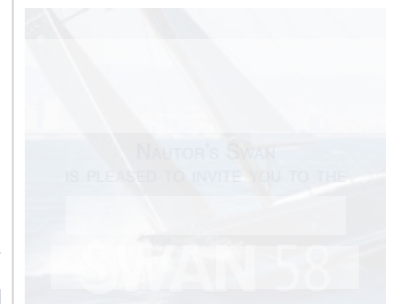 NAUTOR'S SWAN
IS PLEASED TO INVITE YOU TO THE
SWAN 58